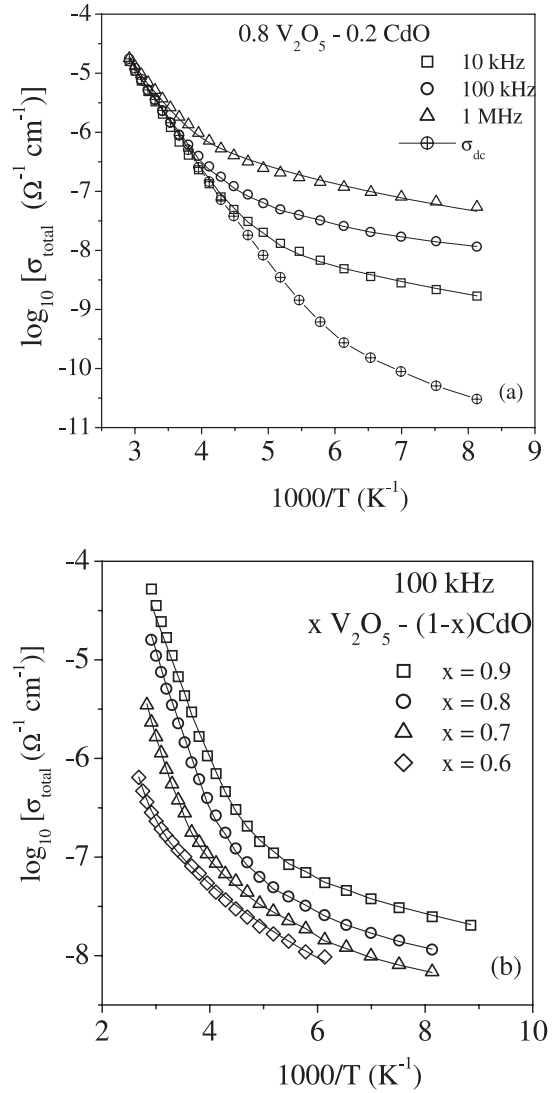 -4
0.8 V₂O₅ - 0.2 CdO
10 kHz
100 kHz
1 MHz
σ_dc
-5
-6
-7
-8
-9
-10
-11
log₁₀ [σ_total (Ω⁻¹ cm⁻¹)]
(a)
3 4 5 6 7 8 9
1000/T (K⁻¹)
-4
100 kHz
x V₂O₅ - (1-x)CdO
x = 0.9
x = 0.8
x = 0.7
x = 0.6
-5
-6
-7
-8
log₁₀ [σ_total (Ω⁻¹ cm⁻¹)]
(b)
2 4 6 8 10
1000/T (K⁻¹)